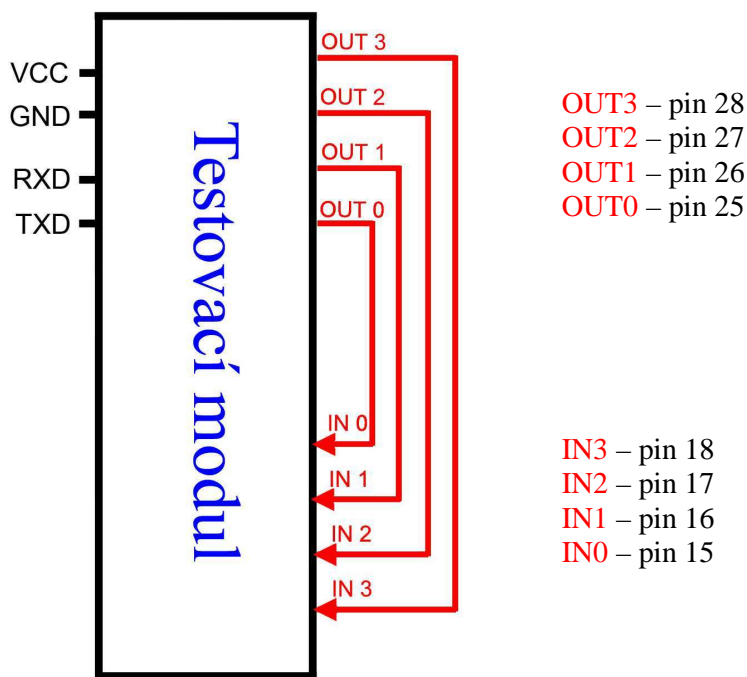 VCC
GND
RXD
TXD
Testovací modul
OUT 3
OUT 2
OUT 1
OUT 0
IN 0
IN 1
IN 2
IN 3
OUT3 – pin 28
OUT2 – pin 27
OUT1 – pin 26
OUT0 – pin 25
IN3 – pin 18
IN2 – pin 17
IN1 – pin 16
IN0 – pin 15